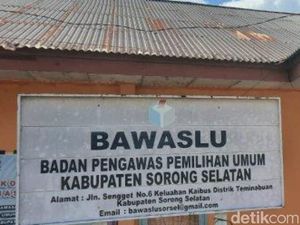 BAWASLU
BADAN PENGAWAS PEMILIHAN UMUM
KABUPATEN SORONG SELATAN
Alamat : Jln. Sengget No.6 Keluahan Kaibus Distrik Teminabuan
Kabupaten Sorong Selatan
Email : bawaslusorsel@gmail.com
detikcom